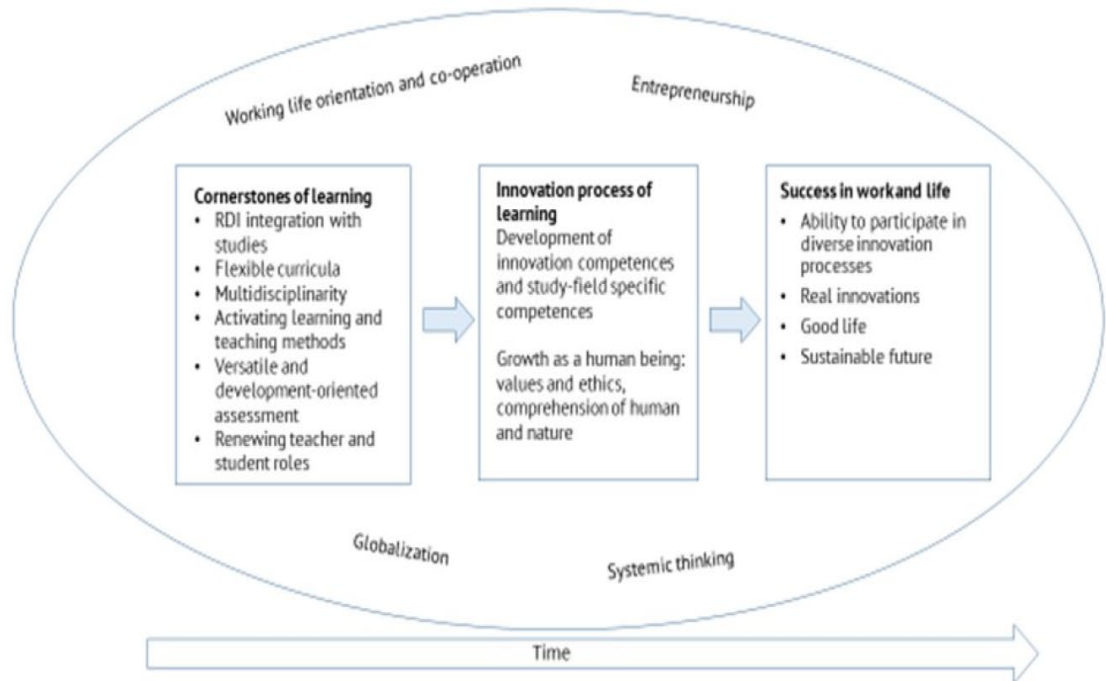 Working life orientation and co-operation
Entrepreneurship
Cornerstones of learning
• RDI integration with
studies
• Flexible curricula
• Multidisciplinarity
• Activating learning and
teaching methods
• Versatile and
development-oriented
assessment
• Renewing teacher and
student roles
Innovation process of
learning
Development of
innovation competences
and study-field specific
competences
Growth as a human being:
values and ethics,
comprehension of human
and nature
Success in work and life
• Ability to participate in
diverse innovation
processes
• Real innovations
• Good life
• Sustainable future
Globalization
Systemic thinking
Time